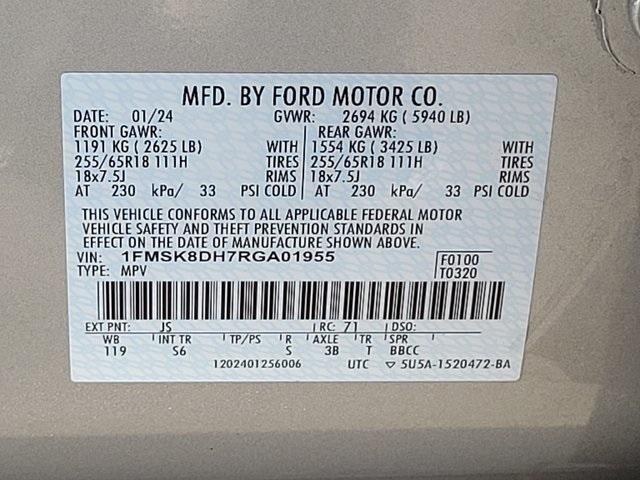 MFD. BY FORD MOTOR CO.
DATE: 01/24 GVWR: 2694 KG ( 5940 LB)
FRONT GAWR: REAR GAWR:
1191 KG ( 2625 LB) WITH 1554 KG ( 3425 LB) WITH
255/65R18 111H TIRES 255/65R18 111H TIRES
18x7.5J RIMS 18x7.5J RIMS
AT 230 kPa/ 33 PSI COLD AT 230 kPa/ 33 PSI COLD
THIS VEHICLE CONFORMS TO ALL APPLICABLE FEDERAL MOTOR
VEHICLE SAFETY AND THEFT PREVENTION STANDARDS IN
EFFECT ON THE DATE OF MANUFACTURE SHOWN ABOVE.
VIN: 1FMSK8DH7RGA01955 F0100
TYPE: MPV T0320
EXT PNT: JS RC: 71 DSO:
WB INT TR TP/PS R AXLE TR SPR
119 S6 S 3B T BBCC
1202401256006 UTC ▽ 5U5A-1520472-BA